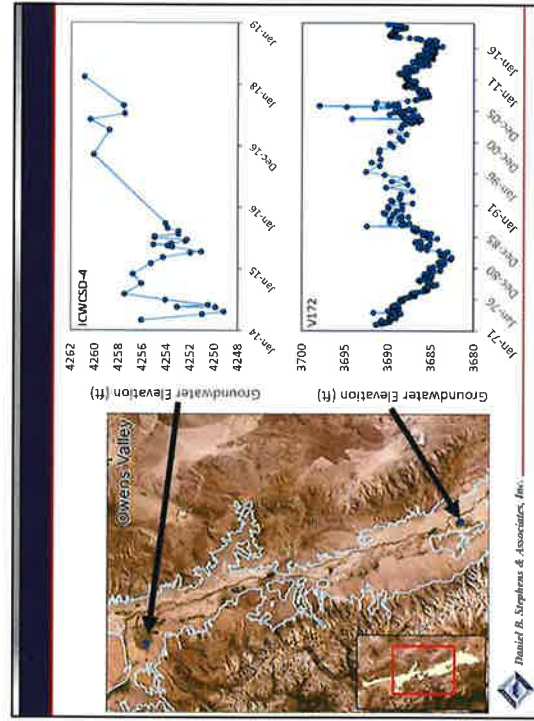 Owens Valley
Groundwater Elevation (ft)
4262
4260
4258
4256
4254
4252
4250
4248
ICWCSD-4
Jan-14
Jan-15
Jan-16
Dec-16
Jan-18
Jan-19
Groundwater Elevation (ft)
3700
3695
3690
3685
3680
V172
Jan-71
Jan-76
Dec-80
Dec-85
Jan-91
Jan-96
Dec-00
Dec-05
Jan-11
Jan-16
Daniel B. Stephens & Associates, Inc.